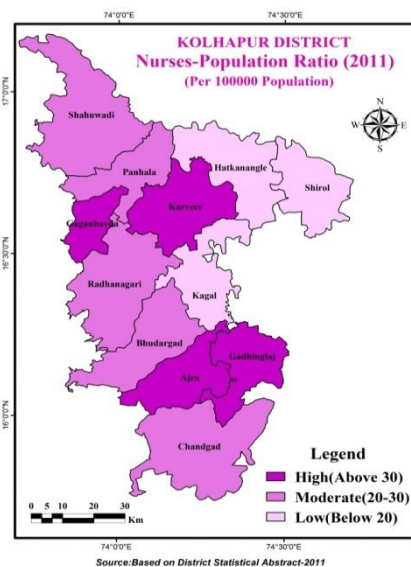 74°0'0"E 74°30'0"E
KOLHAPUR DISTRICT
Nurses-Population Ratio (2011)
(Per 100000 Population)
17°0'0"N
N
W E
S
Shahuwadi
Panhala
Hatkanangle
Shirol
Karveer
Gaganbavda
16°30'0"N
Radhanagari
Kagal
Bhudargad
Gadhinglaj
Ajra
16°0'0"N
Chandgad
Legend
High(Above 30)
Moderate(20-30)
Low(Below 20)
0 5 10 20 30
Km
74°0'0"E 74°30'0"E
Source:Based on District Statistical Abstract-2011